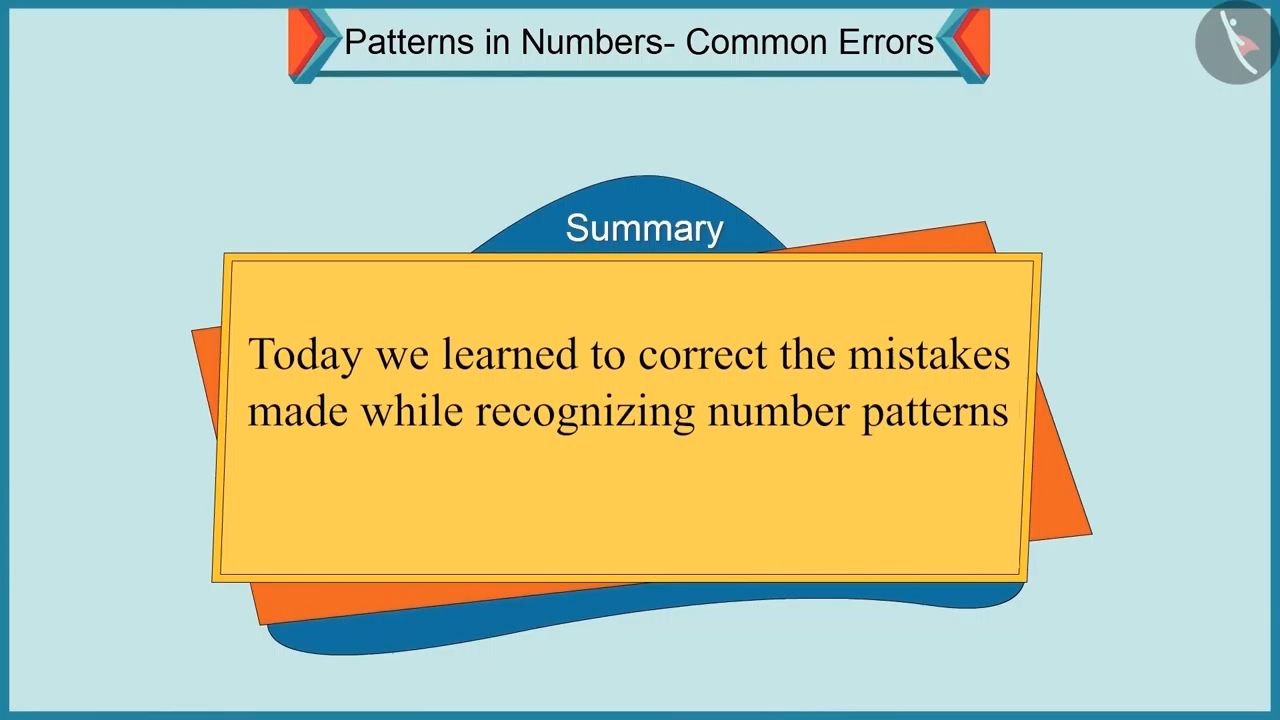 Patterns in Numbers- Common Errors
Summary
Today we learned to correct the mistakes
made while recognizing number patterns